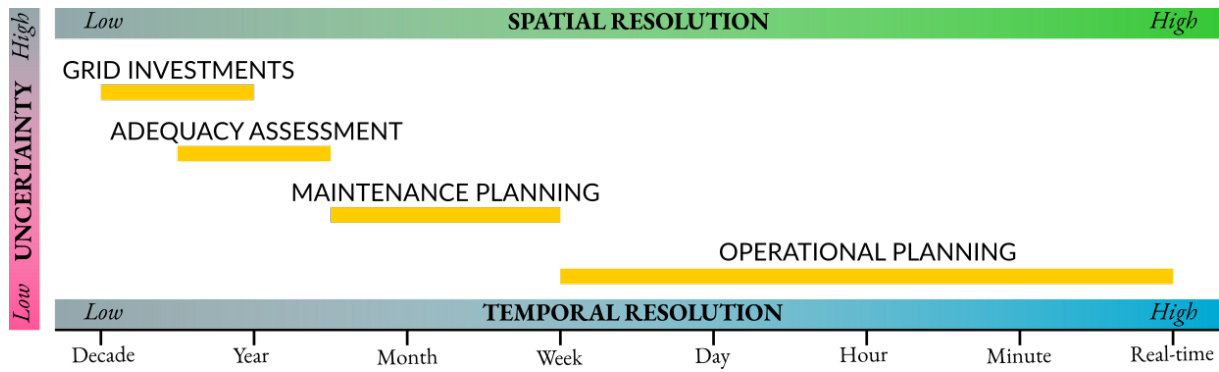 Low SPATIAL RESOLUTION High
High
UNCERTAINTY
Low
GRID INVESTMENTS
ADEQUACY ASSESSMENT
MAINTENANCE PLANNING
OPERATIONAL PLANNING
Low TEMPORAL RESOLUTION High
Decade Year Month Week Day Hour Minute Real-time